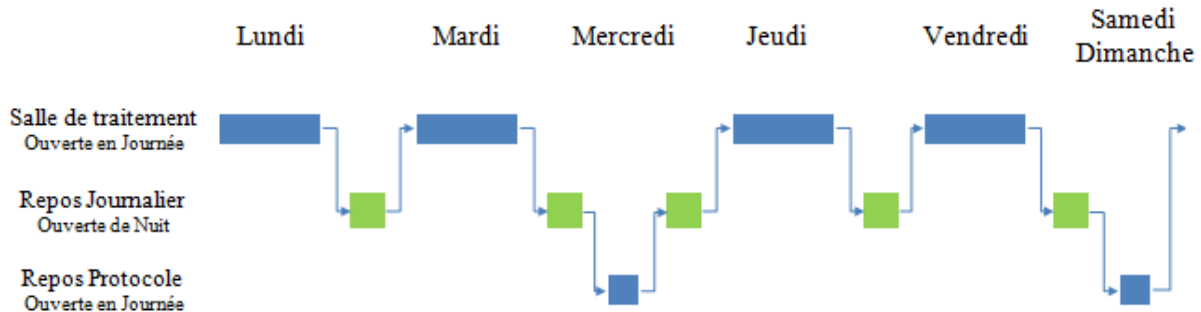 Lundi
Mardi
Mercredi
Jeudi
Vendredi
Samedi
Dimanche
Salle de traitement
Ouverte en Journée
Repos Journalier
Ouverte de Nuit
Repos Protocole
Ouverte en Journée